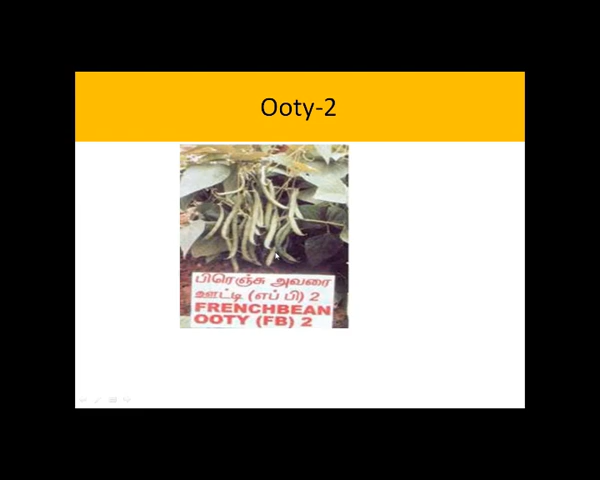 Ooty-2
பிரெஞ்சு அவரை
ஊட்டி (எப் பி) 2
FRENCHBEAN
OOTY (FB) 2